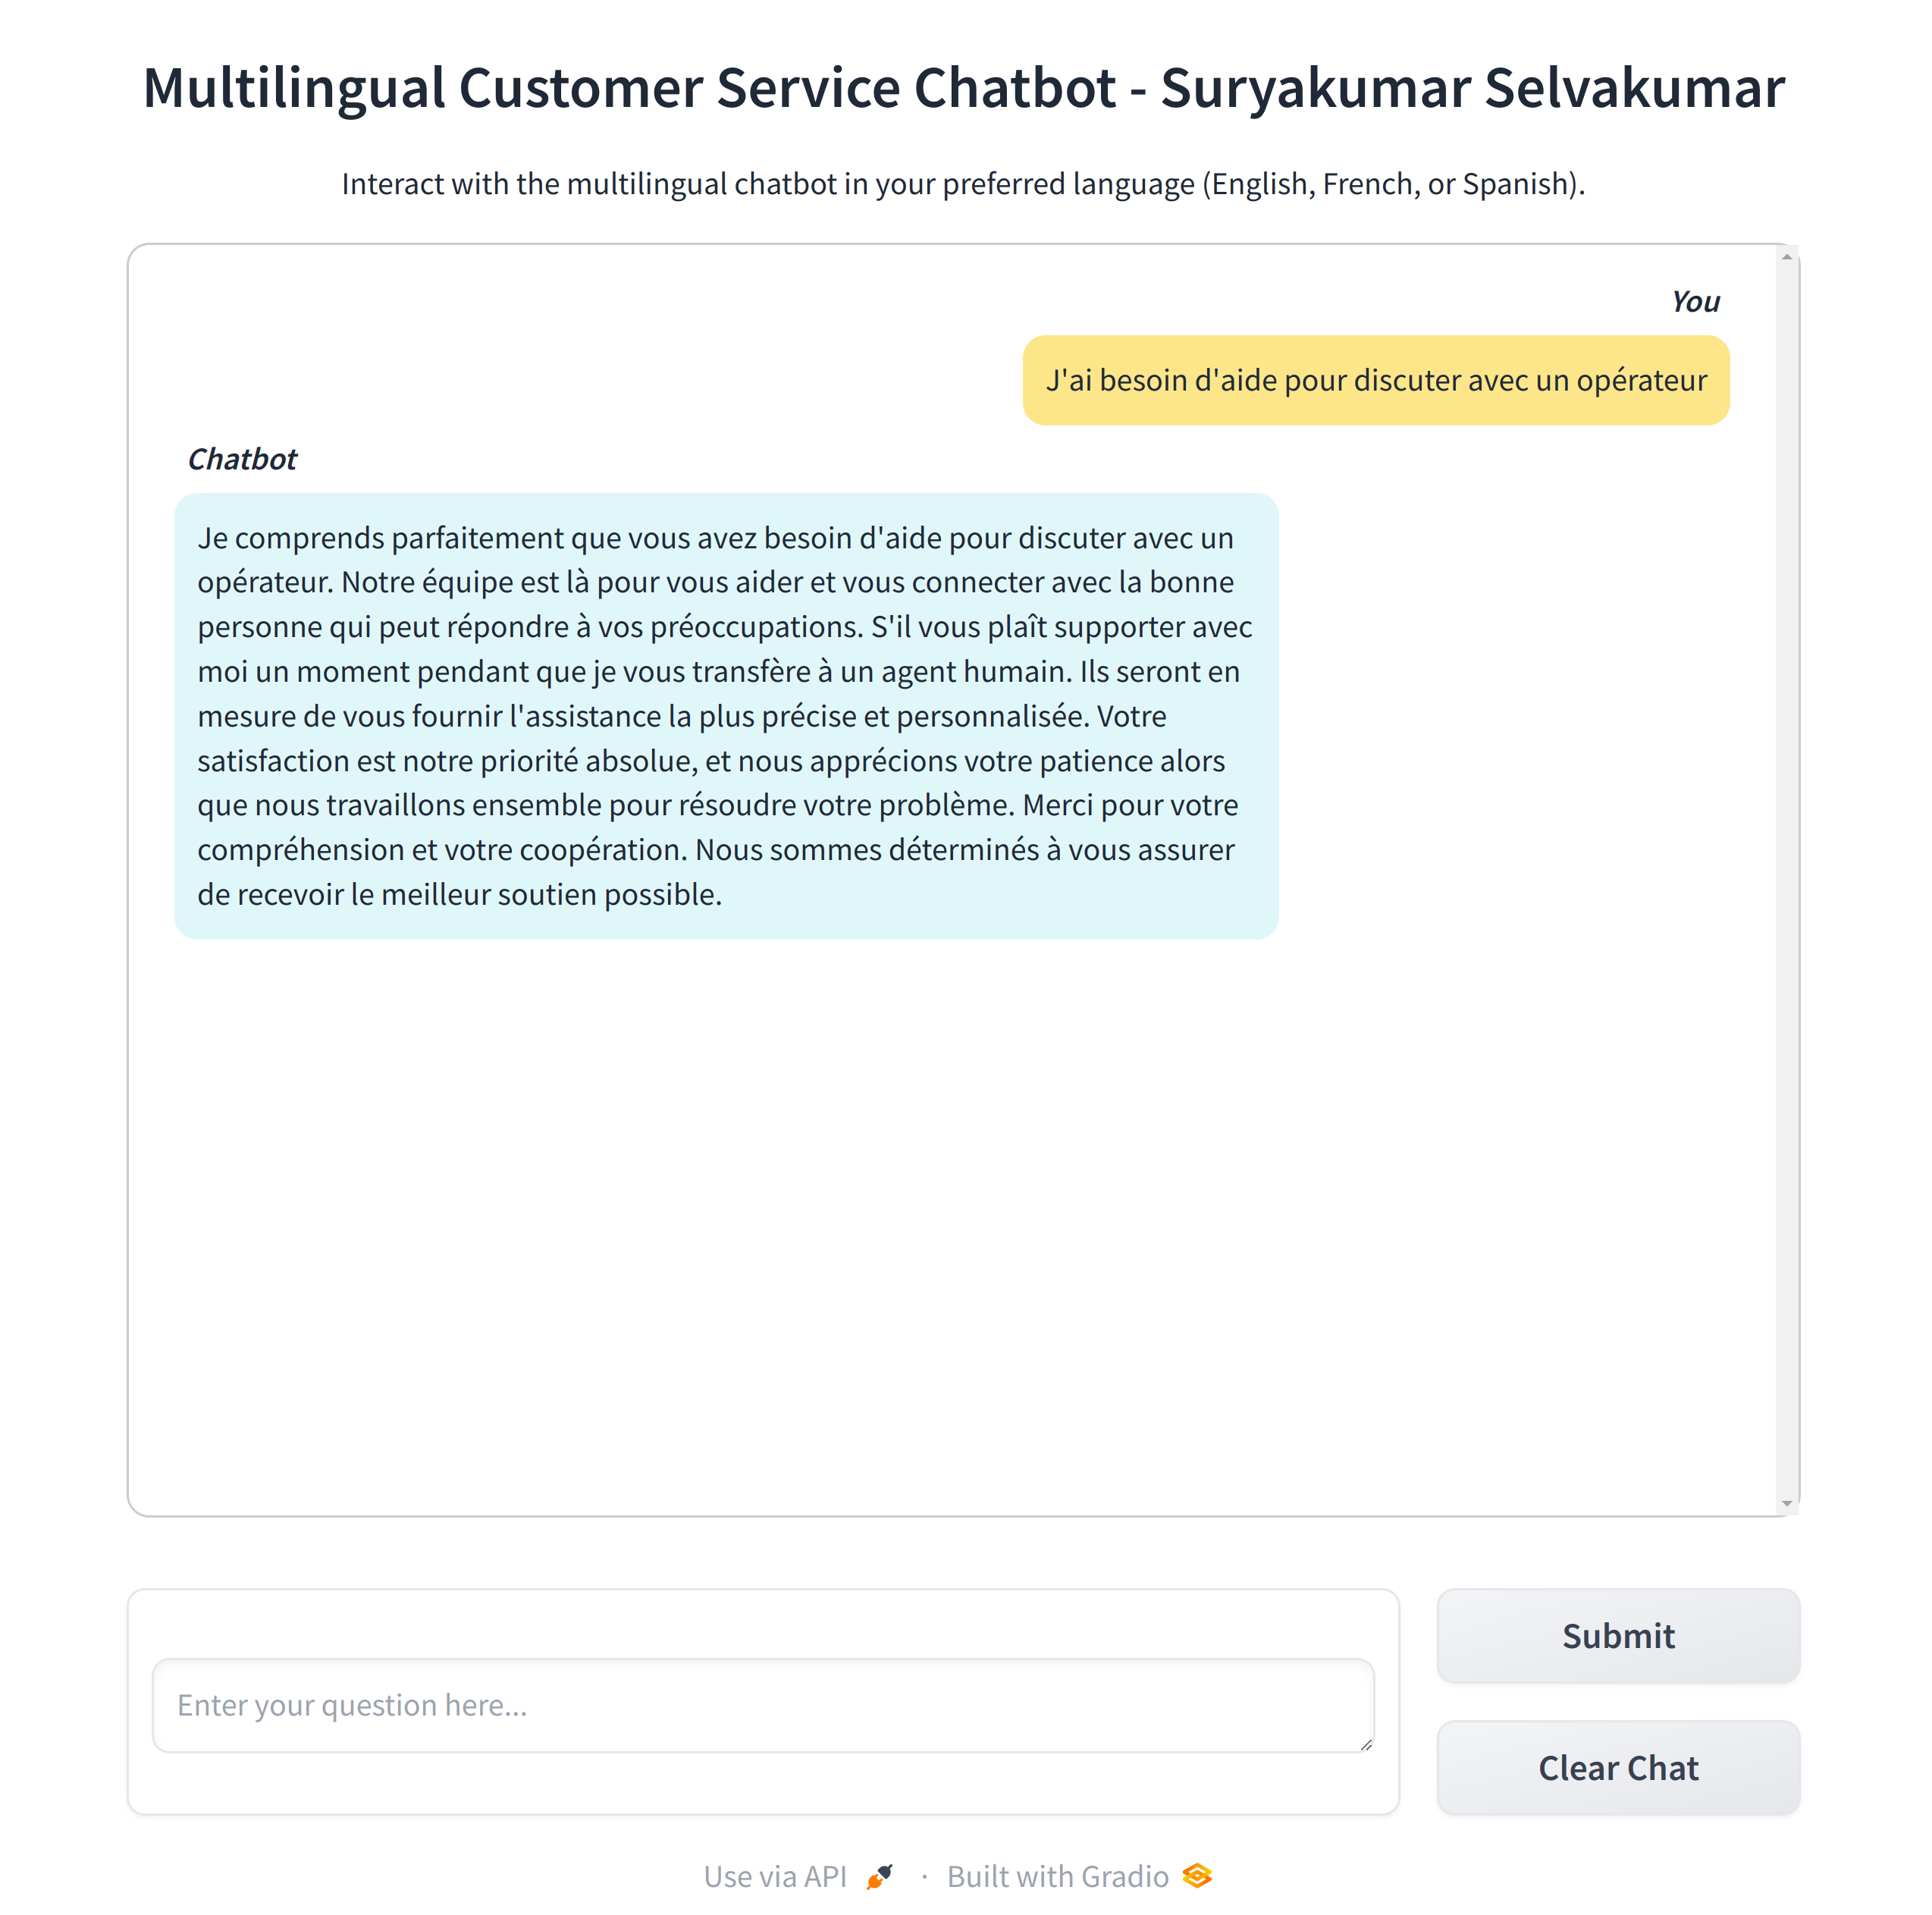 Multilingual Customer Service Chatbot - Suryakumar Selvakumar
Interact with the multilingual chatbot in your preferred language (English, French, or Spanish).
You
J'ai besoin d'aide pour discuter avec un opérateur
Chatbot
Je comprends parfaitement que vous avez besoin d'aide pour discuter avec un
opérateur. Notre équipe est là pour vous aider et vous connecter avec la bonne
personne qui peut répondre à vos préoccupations. S'il vous plaît supporter avec
moi un moment pendant que je vous transfère à un agent humain. Ils seront en
mesure de vous fournir l'assistance la plus précise et personnalisée. Votre
satisfaction est notre priorité absolue, et nous apprécions votre patience alors
que nous travaillons ensemble pour résoudre votre problème. Merci pour votre
compréhension et votre coopération. Nous sommes déterminés à vous assurer
de recevoir le meilleur soutien possible.
Enter your question here...
Submit
Clear Chat
Use via API · Built with Gradio